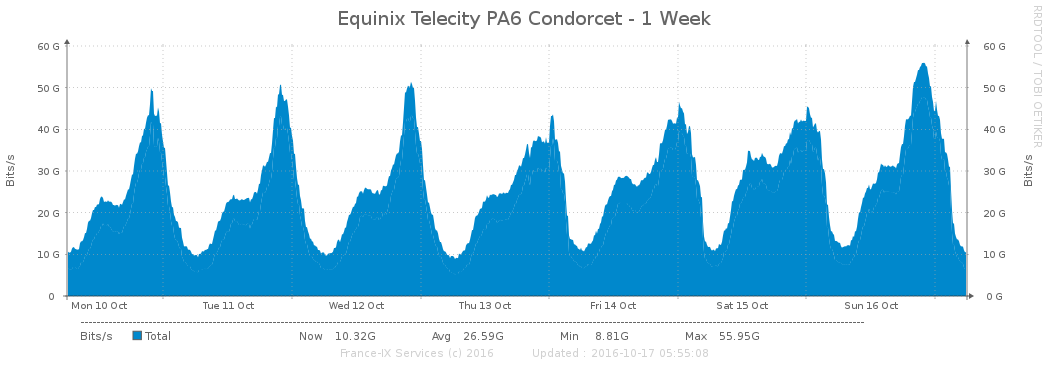 Equinix Telecity PA6 Condorcet - 1 Week
RRDTOOL / TOBI OETIKER
Bits/s
60 G
50 G
40 G
30 G
20 G
10 G
0
60 G
50 G
40 G
30 G
20 G
10 G
0 G
Bits/s
Mon 10 Oct Tue 11 Oct Wed 12 Oct Thu 13 Oct Fri 14 Oct Sat 15 Oct Sun 16 Oct
Bits/s Total Now 10.32G Avg 26.59G Min 8.81G Max 55.95G
France-IX Services (c) 2016 Updated : 2016-10-17 05:55:08